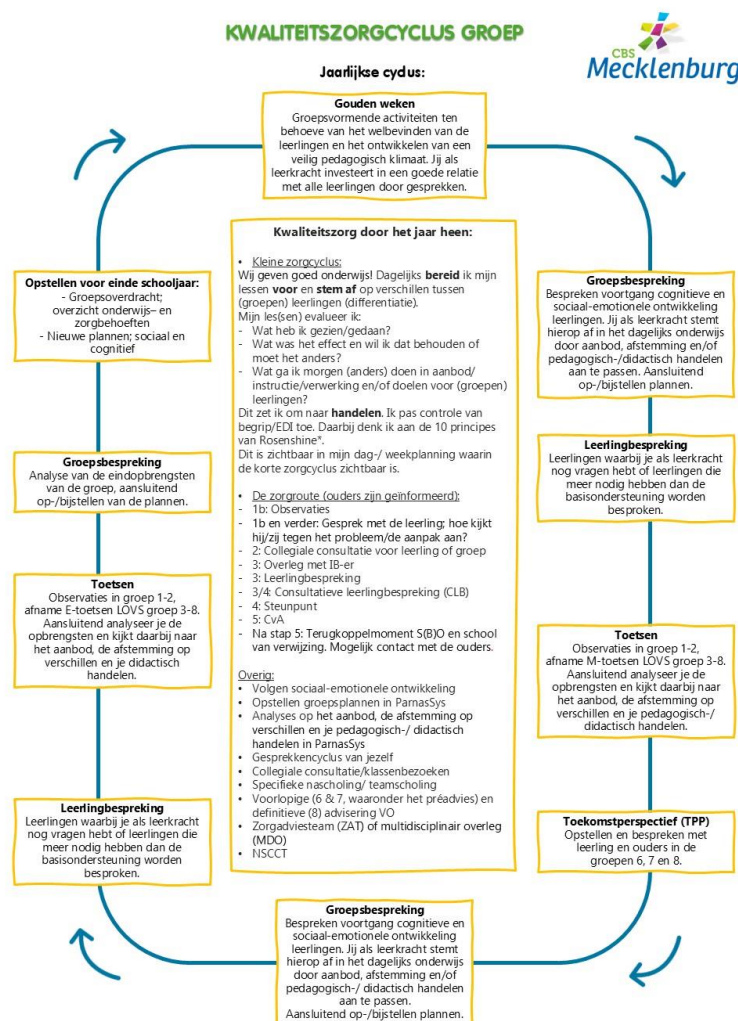 KWALITEITSZORGCYCLUS GROEP
CBS
Mecklenburg
Jaarlijkse cyclus:
Gouden weken
Groepsvormende activiteiten ten
behoeve van het welbevinden van de
leerlingen en het ontwikkelen van een
veilig pedagogisch klimaat. Jij als
leerkracht investeert in een goede relatie
met alle leerlingen door gesprekken.
Groepsbespreking
Bespreken voortgang cognitieve en
sociaal-emotionele ontwikkeling
leerlingen. Jij als leerkracht stemt
hierop af in het dagelijks onderwijs
door aanbod, afstemming en/of
pedagogisch-/didactisch handelen
aan te passen. Aansluitend
op-/bijstellen plannen.
Leerlingbespreking
Leerlingen waarbij je als leerkracht
nog vragen hebt of leerlingen die
meer nodig hebben dan de
basisondersteuning worden
besproken.
Toetsen
Observaties in groep 1-2,
afname M-toetsen LOVS groep 3-8.
Aansluitend analyseer je de
opbrengsten en kijkt daarbij naar
het aanbod, de afstemming op
verschillen en je pedagogisch-/
didactisch handelen.
Toekomstperspectief (TPP)
Opstellen en bespreken met
leerling en ouders in de
groepen 6, 7 en 8.
Groepsbespreking
Bespreken voortgang cognitieve en
sociaal-emotionele ontwikkeling
leerlingen. Jij als leerkracht stemt
hierop af in het dagelijks onderwijs
door aanbod, afstemming en/of
pedagogisch-/ didactisch handelen
aan te passen.
Aansluitend op-/bijstellen plannen.
Leerlingbespreking
Leerlingen waarbij je als leerkracht
nog vragen hebt of leerlingen die
meer nodig hebben dan de
basisondersteuning worden
besproken.
Toetsen
Observaties in groep 1-2,
afname E-toetsen LOVS groep 3-8.
Aansluitend analyseer je de
opbrengsten en kijkt daarbij naar
het aanbod, de afstemming op
verschillen en je didactisch
handelen.
Groepsbespreking
Analyse van de eindopbrengsten
van de groep, aansluitend
op-/bijstellen van de plannen.
Opstellen voor einde schooljaar:
- Groepsoverdracht;
overzicht onderwijs– en
zorgbehoeften
- Nieuwe plannen; sociaal en
cognitief
Kwaliteitszorg door het jaar heen:
• Kleine zorgcyclus:
Wij geven goed onderwijs! Dagelijks bereid ik mijn
lessen voor en stem af op verschillen tussen
(groepen) leerlingen (differentiatie).
Mijn les(sen) evalueer ik:
- Wat heb ik gezien/gedaan?
- Wat was het effect en wil ik dat behouden of
moet het anders?
- Wat ga ik morgen (anders) doen in aanbod/
instructie/verwerking en/of doelen voor (groepen)
leerlingen?
Dit zet ik om naar handelen. Ik pas controle van
begrip/EDI toe. Daarbij denk ik aan de 10 principes
van Rosenshine*.
Dit is zichtbaar in mijn dag-/ weekplanning waarin
de korte zorgcyclus zichtbaar is.
• De zorgroute (ouders zijn geïnformeerd):
- 1b: Observaties
- 1b en verder: Gesprek met de leerling; hoe kijkt
hij/zij tegen het probleem/de aanpak aan?
- 2: Collegiale consultatie voor leerling of groep
- 3: Overleg met IB-er
- 3: Leerlingbespreking
- 3/4: Consultatieve leerlingbespreking (CLB)
- 4: Steunpunt
- 5: CvA
- Na stap 5: Terugkoppelmoment S(B)O en school
van verwijzing. Mogelijk contact met de ouders.
Overig:
• Volgen sociaal-emotionele ontwikkeling
• Opstellen groepsplannen in ParnasSys
• Analyses op het aanbod, de afstemming op
verschillen en je pedagogisch-/ didactisch
handelen in ParnasSys
• Gesprekkencyclus van jezelf
• Collegiale consultatie/klassenbezoeken
• Specifieke nascholing/ teamscholing
• Voorlopige (6 & 7, waaronder het préadvies) en
definitieve (8) advisering VO
• Zorgadviesteam (ZAT) of multidisciplinair overleg
(MDO)
• NSCCT